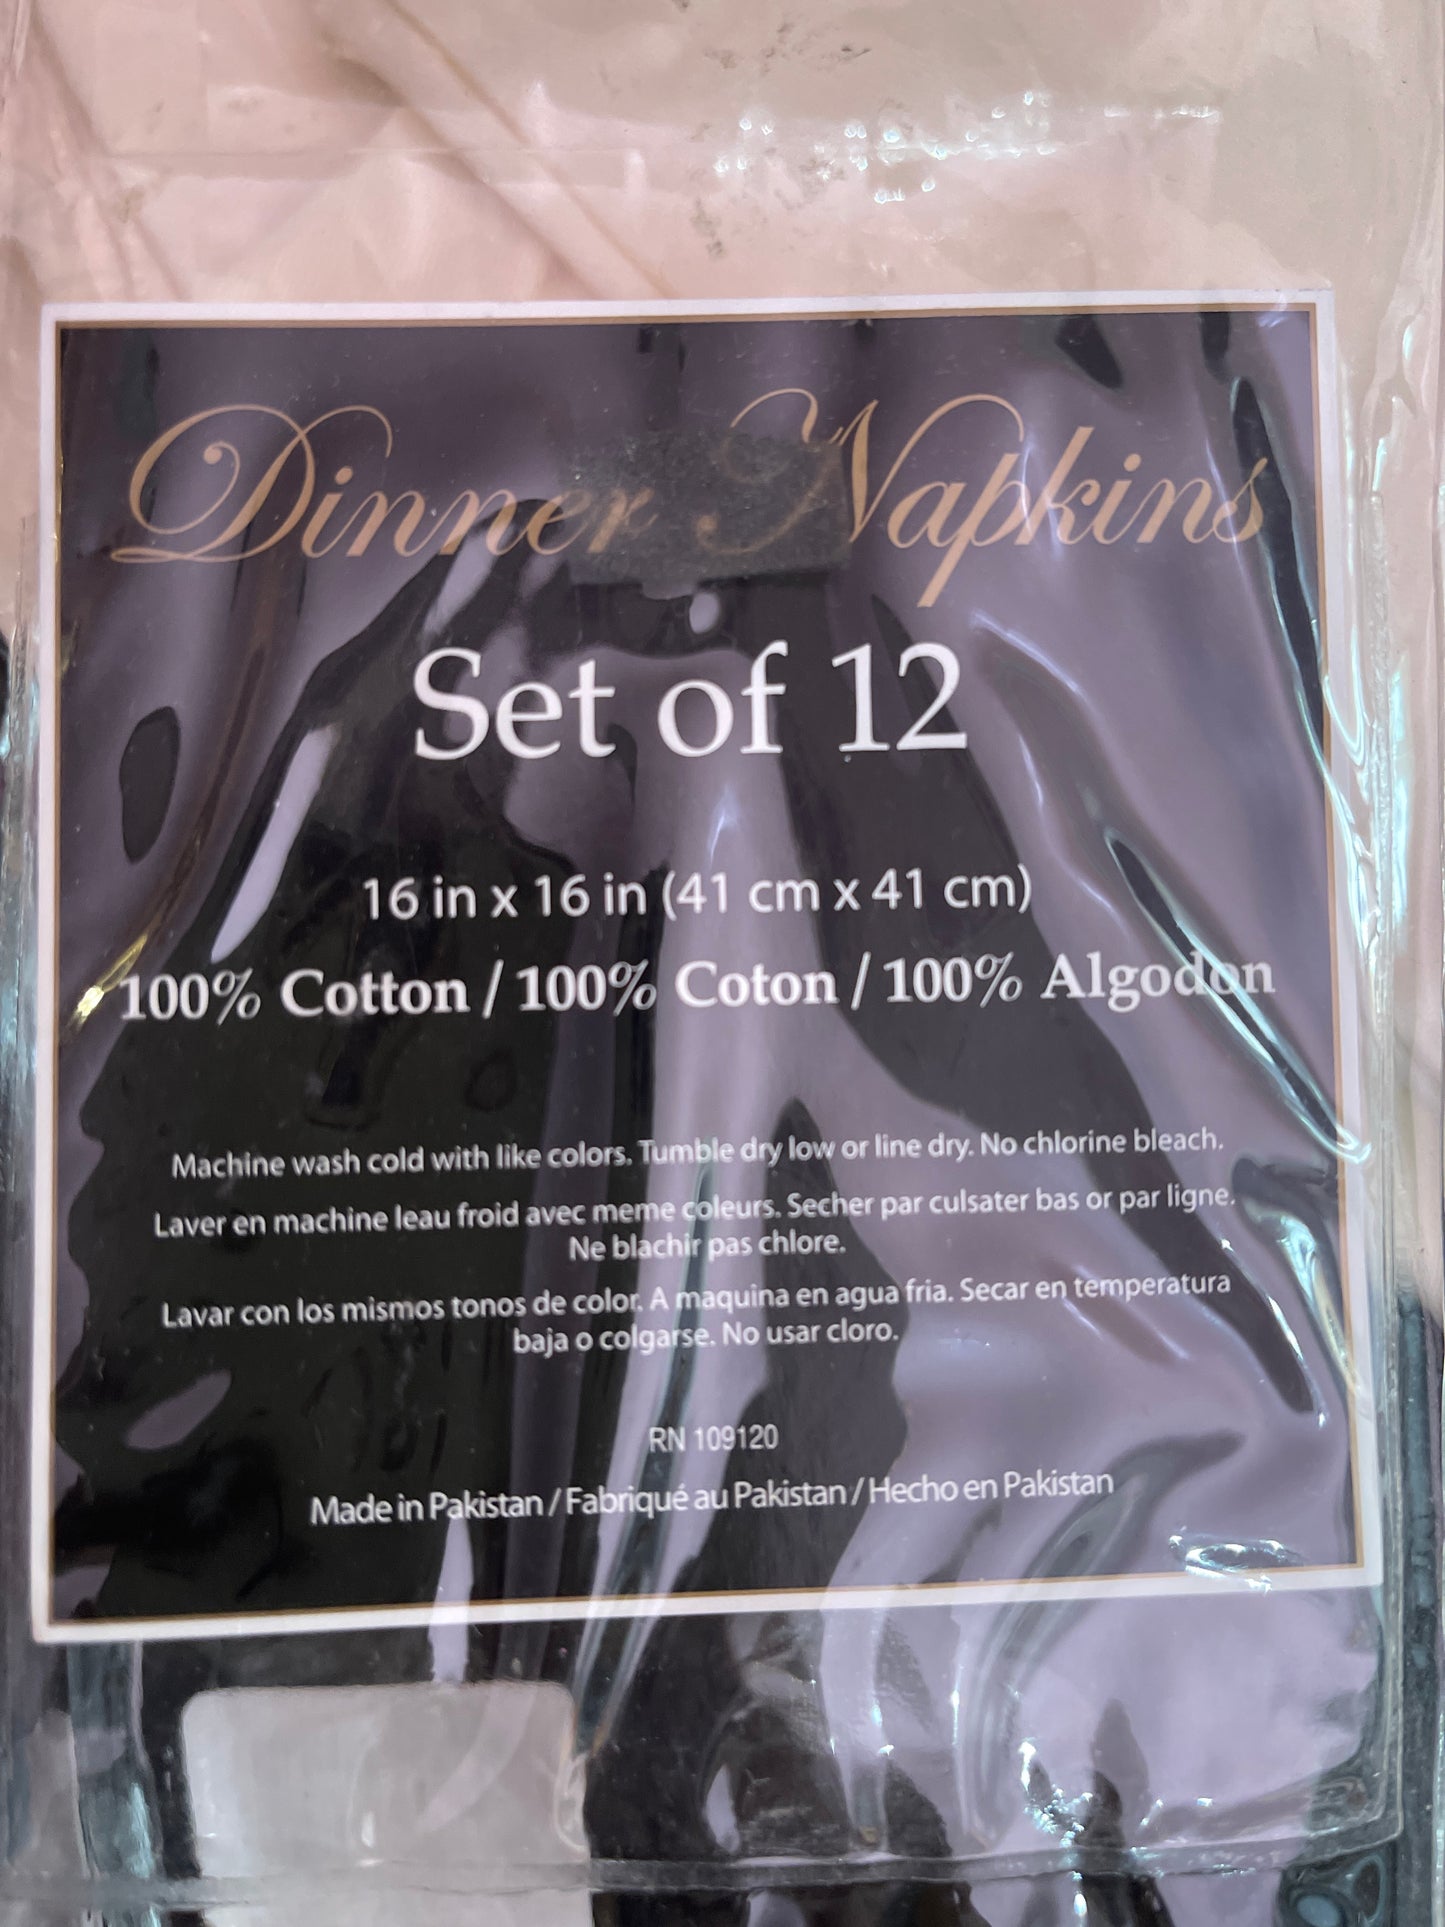 Dinner Napkins
Set of 12
16 in x 16 in (41 cm x 41 cm)
100% Cotton / 100% Coton / 100% Algodon
Machine wash cold with like colors. Tumble dry low or line dry. No chlorine bleach.
Laver en machine leau froid avec meme coleurs. Secher par culsater bas or par ligne.
Ne blachir pas chlore.
Lavar con los mismos tonos de color. A maquina en agua fria. Secar en temperatura
baja o colgarse. No usar cloro.
RN 109120
Made in Pakistan / Fabriqué au Pakistan / Hecho en Pakistan